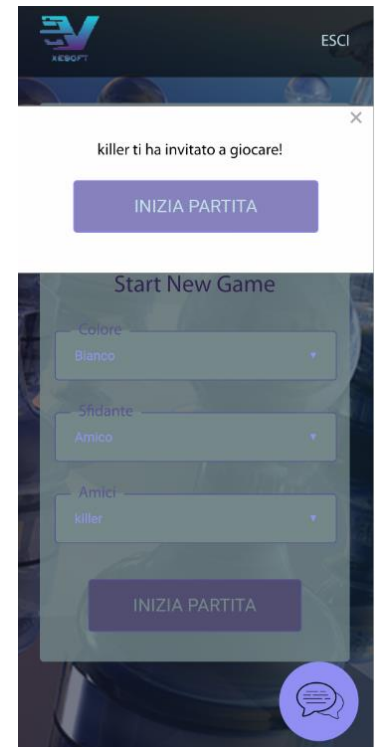 XESOFT
ESCI
×
killer ti ha invitato a giocare!
INIZIA PARTITA
Start New Game
Colore
Bianco
Sfidante
Amico
Amici
killer
INIZIA PARTITA